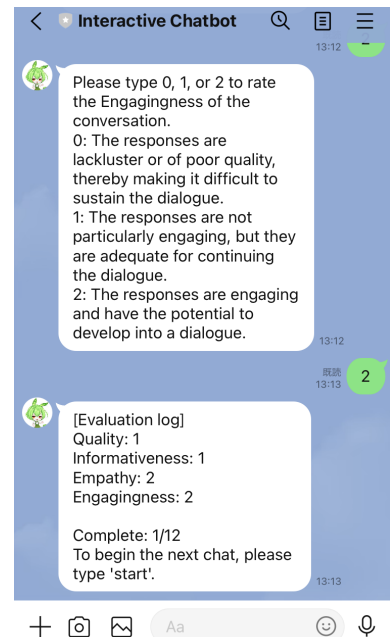 Interactive Chatbot
2
13:12
Please type 0, 1, or 2 to rate
the Engagingness of the
conversation.
0: The responses are
lackluster or of poor quality,
thereby making it difficult to
sustain the dialogue.
1: The responses are not
particularly engaging, but they
are adequate for continuing
the dialogue.
2: The responses are engaging
and have the potential to
develop into a dialogue.
13:12
既読
13:13
2
[Evaluation log]
Quality: 1
Informativeness: 1
Empathy: 2
Engagingness: 2
Complete: 1/12
To begin the next chat, please
type 'start'.
13:13
Aa